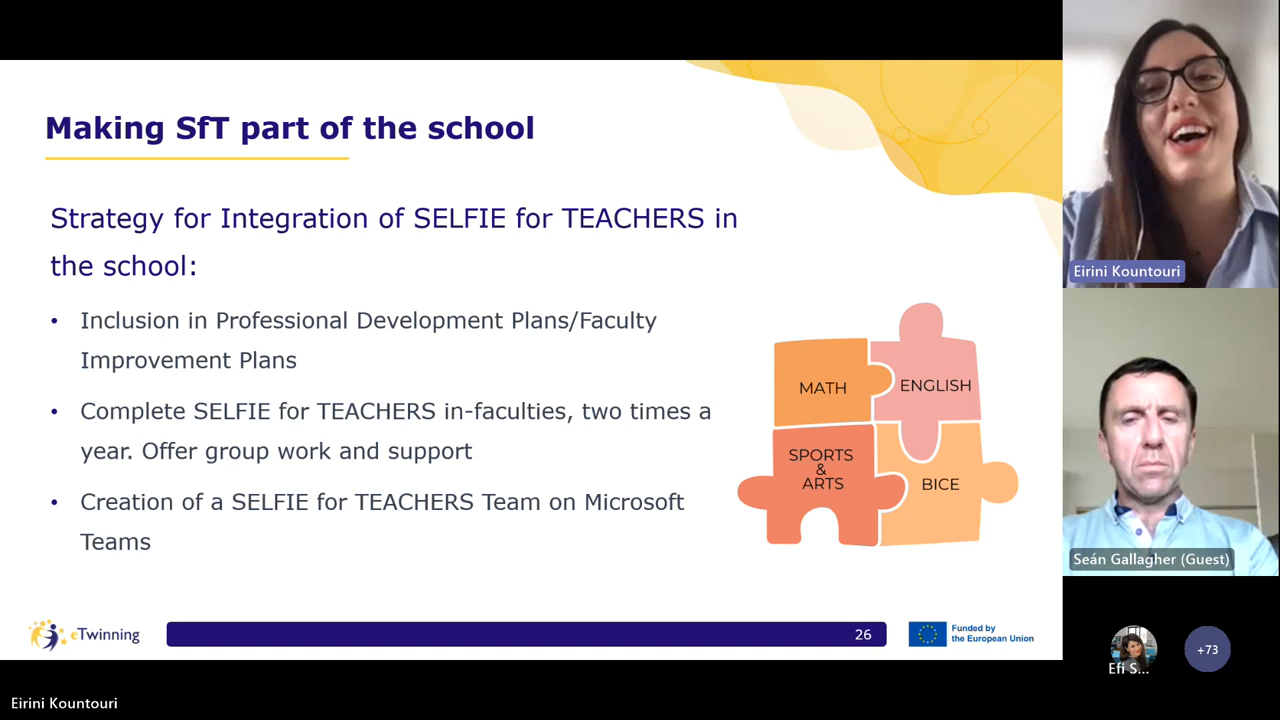 Making SfT part of the school
Strategy for Integration of SELFIE for TEACHERS in
the school:
• Inclusion in Professional Development Plans/Faculty
Improvement Plans
• Complete SELFIE for TEACHERS in-faculties, two times a
year. Offer group work and support
• Creation of a SELFIE for TEACHERS Team on Microsoft
Teams
MATH
ENGLISH
SPORTS
&
ARTS
BICE
eTwinning
26
Funded by
the European Union
Eirini Kountouri
Seán Gallagher (Guest)
Efi S...
+73
Eirini Kountouri